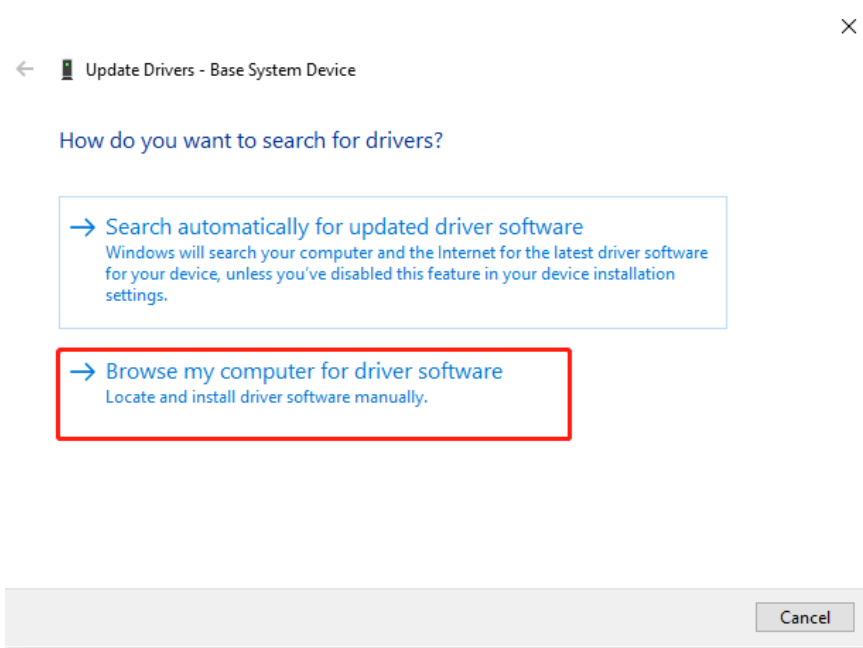 Update Drivers - Base System Device
How do you want to search for drivers?
Search automatically for updated driver software
Windows will search your computer and the Internet for the latest driver software
for your device, unless you've disabled this feature in your device installation
settings.
Browse my computer for driver software
Locate and install driver software manually.
Cancel